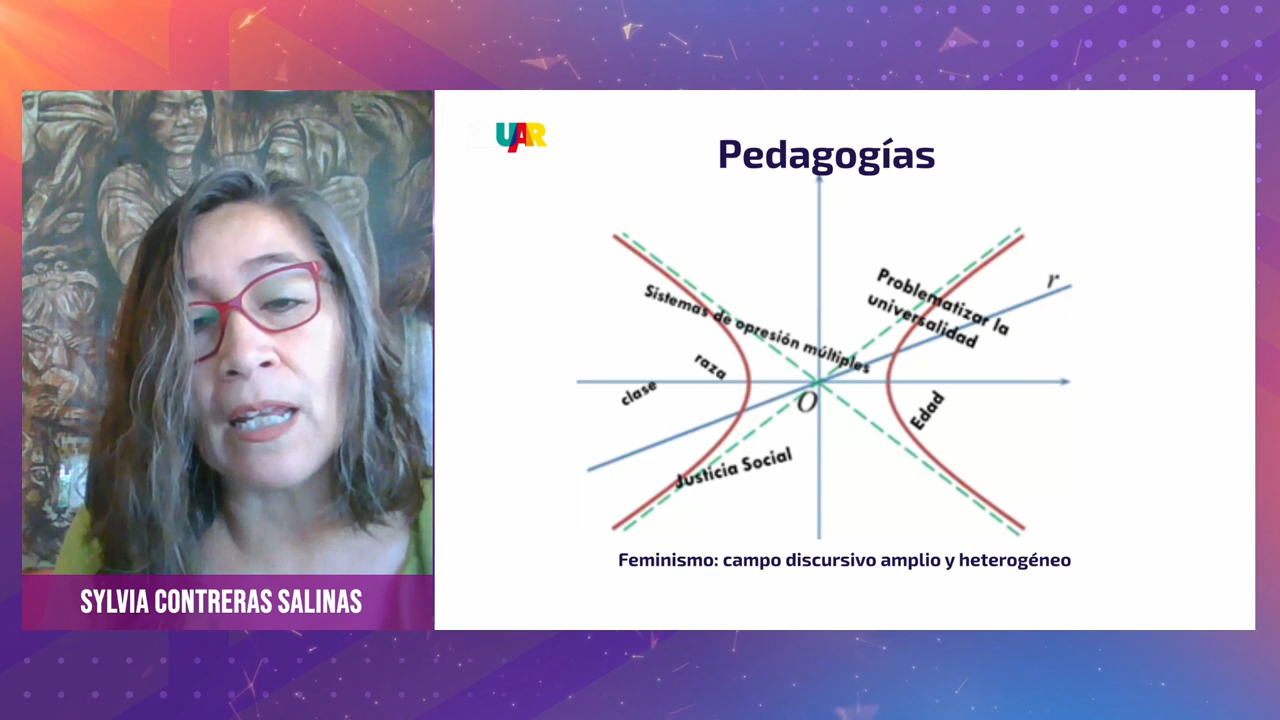 UAR
Pedagogías
r
Problematizar la
universalidad
Sistemas de opresión múltiples
raza
clase
O
Edad
Justicia Social
Feminismo: campo discursivo amplio y heterogéneo
SYLVIA CONTRERAS SALINAS